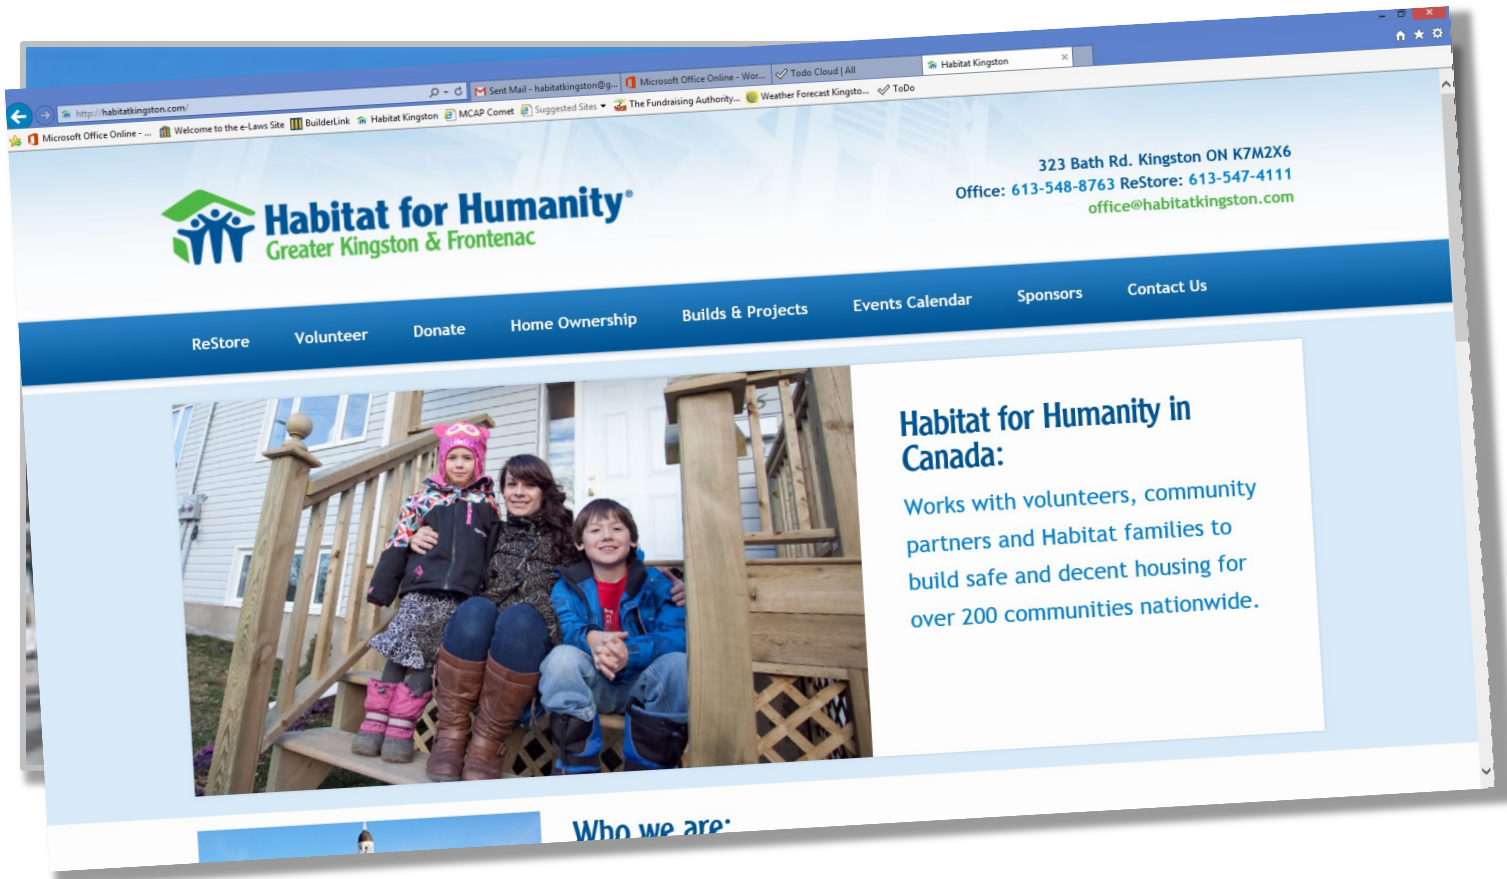 http://habitatkingston.com/
Sent Mail - habitatkingston@g...
Microsoft Office Online - Wor...
Todo Cloud | All
Habitat Kingston
Microsoft Office Online - ...
Welcome to the e-Laws Site
BuilderLink
Habitat Kingston
MCAP Comet
Suggested Sites
The Fundraising Authority...
Weather Forecast Kingsto...
ToDo
Habitat for Humanity®
Greater Kingston & Frontenac
323 Bath Rd. Kingston ON K7M2X6
Office: 613-548-8763 ReStore: 613-547-4111
office@habitatkingston.com
ReStore
Volunteer
Donate
Home Ownership
Builds & Projects
Events Calendar
Sponsors
Contact Us
5
Habitat for Humanity in
Canada:
Works with volunteers, community
partners and Habitat families to
build safe and decent housing for
over 200 communities nationwide.
Who we are: